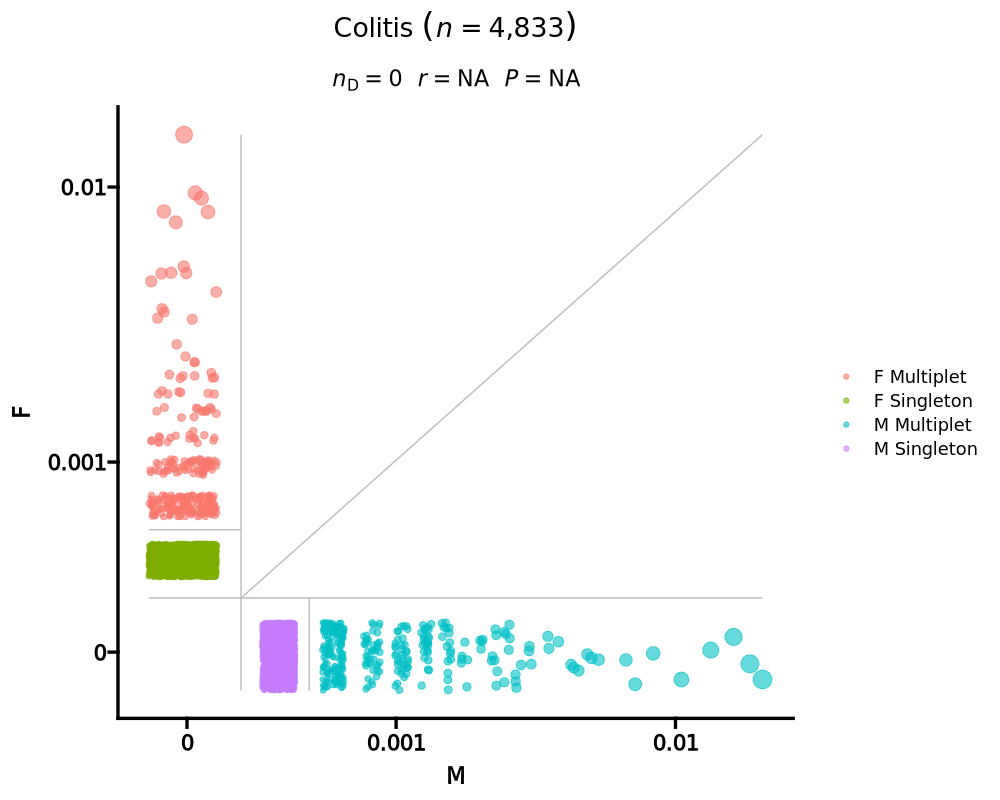 Colitis (n = 4,833)
nD = 0 r = NA P = NA
0.01
0.001
0
F
0
0.001
0.01
M
F Multiplet
F Singleton
M Multiplet
M Singleton